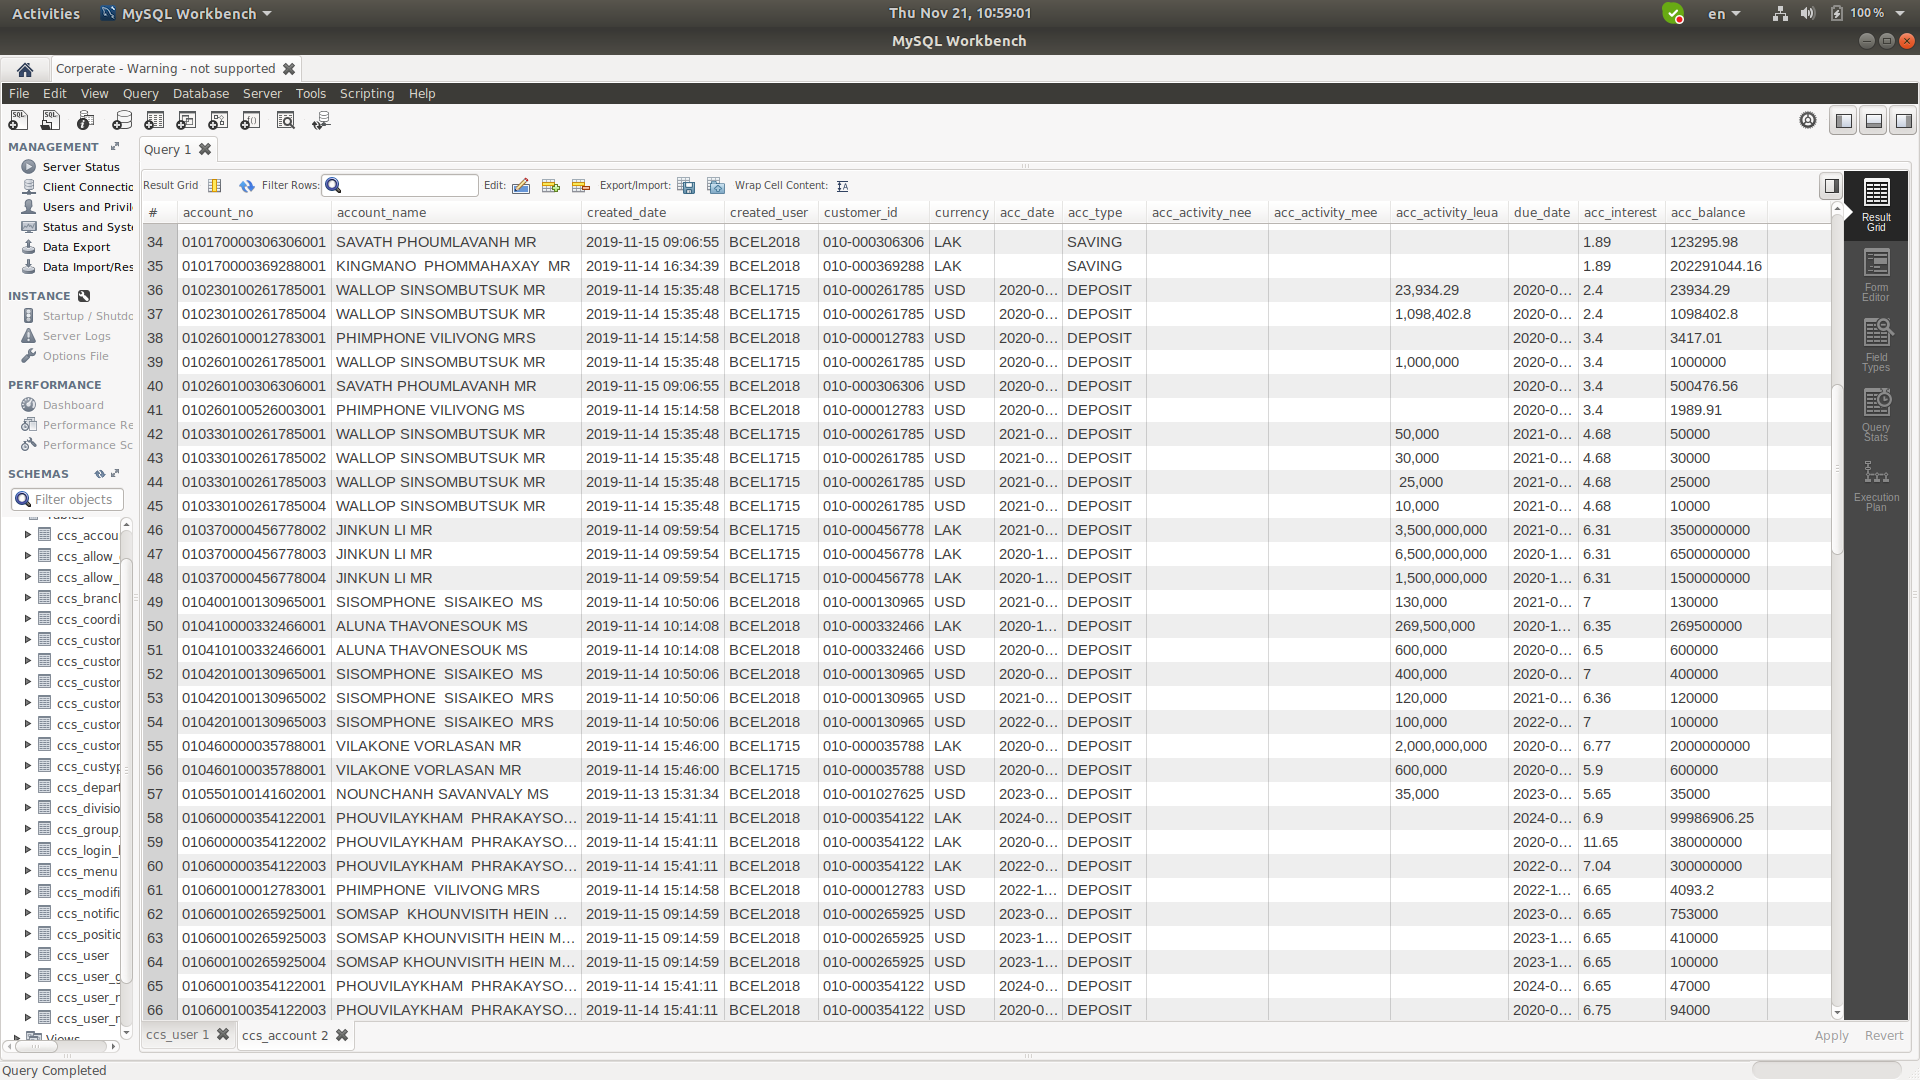 Activities MySQL Workbench Thu Nov 21, 10:59:01 en 100 %
MySQL Workbench
Corperate - Warning - not supported
File Edit View Query Database Server Tools Scripting Help
MANAGEMENT
Server Status
Client Connectio
Users and Privil
Status and Syst
Data Export
Data Import/Res
INSTANCE
Startup / Shutdo
Server Logs
Options File
PERFORMANCE
Dashboard
Performance Re
Performance Sc
SCHEMAS
Filter objects
Tables
ccs_accou
ccs_allow_
ccs_allow_
ccs_branch
ccs_coordi
ccs_custor
ccs_custor
ccs_custor
ccs_custor
ccs_custor
ccs_custor
ccs_custyp
ccs_depart
ccs_divisio
ccs_group_
ccs_login_l
ccs_menu
ccs_modifi
ccs_notific
ccs_positic
ccs_user
ccs_user_c
ccs_user_r
ccs_user_r
Views
Query 1
Result Grid Filter Rows: Edit: Export/Import: Wrap Cell Content:
# account_no account_name created_date created_user customer_id currency acc_date acc_type acc_activity_nee acc_activity_mee acc_activity_leua due_date acc_interest acc_balance
34 010170000306306001 SAVATH PHOUMLAVANH MR 2019-11-15 09:06:55 BCEL2018 010-000306306 LAK SAVING 1.89 123295.98
35 010170000369288001 KINGMANO PHOMMAHAXAY MR 2019-11-14 16:34:39 BCEL2018 010-000369288 LAK SAVING 1.89 202291044.16
36 010230100261785001 WALLOP SINSOMBUTSUK MR 2019-11-14 15:35:48 BCEL1715 010-000261785 USD 2020-0... DEPOSIT 23,934.29 2020-0... 2.4 23934.29
37 010230100261785004 WALLOP SINSOMBUTSUK MR 2019-11-14 15:35:48 BCEL1715 010-000261785 USD 2020-0... DEPOSIT 1,098,402.8 2020-0... 2.4 1098402.8
38 010260100012783001 PHIMPHONE VILIVONG MRS 2019-11-14 15:14:58 BCEL2018 010-000012783 USD 2020-0... DEPOSIT 2020-0... 3.4 3417.01
39 010260100261785001 WALLOP SINSOMBUTSUK MR 2019-11-14 15:35:48 BCEL1715 010-000261785 USD 2020-0... DEPOSIT 1,000,000 2020-0... 3.4 1000000
40 010260100306306001 SAVATH PHOUMLAVANH MR 2019-11-15 09:06:55 BCEL2018 010-000306306 USD 2020-0... DEPOSIT 2020-0... 3.4 500476.56
41 010260100526003001 PHIMPHONE VILIVONG MS 2019-11-14 15:14:58 BCEL2018 010-000012783 USD 2020-0... DEPOSIT 2020-0... 3.4 1989.91
42 010330100261785001 WALLOP SINSOMBUTSUK MR 2019-11-14 15:35:48 BCEL1715 010-000261785 USD 2021-0... DEPOSIT 50,000 2021-0... 4.68 50000
43 010330100261785002 WALLOP SINSOMBUTSUK MR 2019-11-14 15:35:48 BCEL1715 010-000261785 USD 2021-0... DEPOSIT 30,000 2021-0... 4.68 30000
44 010330100261785003 WALLOP SINSOMBUTSUK MR 2019-11-14 15:35:48 BCEL1715 010-000261785 USD 2021-0... DEPOSIT 25,000 2021-0... 4.68 25000
45 010330100261785004 WALLOP SINSOMBUTSUK MR 2019-11-14 15:35:48 BCEL1715 010-000261785 USD 2021-0... DEPOSIT 10,000 2021-0... 4.68 10000
46 010370000456778002 JINKUN LI MR 2019-11-14 09:59:54 BCEL1715 010-000456778 LAK 2021-0... DEPOSIT 3,500,000,000 2021-0... 6.31 3500000000
47 010370000456778003 JINKUN LI MR 2019-11-14 09:59:54 BCEL1715 010-000456778 LAK 2020-1... DEPOSIT 6,500,000,000 2020-1... 6.31 6500000000
48 010370000456778004 JINKUN LI MR 2019-11-14 09:59:54 BCEL1715 010-000456778 LAK 2020-1... DEPOSIT 1,500,000,000 2020-1... 6.31 1500000000
49 010400100130965001 SISOMPHONE SISAIKEO MS 2019-11-14 10:50:06 BCEL2018 010-000130965 USD 2021-0... DEPOSIT 130,000 2021-0... 7 130000
50 010410000332466001 ALUNA THAVONESOUK MS 2019-11-14 10:14:08 BCEL2018 010-000332466 LAK 2020-1... DEPOSIT 269,500,000 2020-1... 6.35 269500000
51 010410100332466001 ALUNA THAVONESOUK MS 2019-11-14 10:14:08 BCEL2018 010-000332466 USD 2020-0... DEPOSIT 600,000 2020-0... 6.5 600000
52 010420100130965001 SISOMPHONE SISAIKEO MS 2019-11-14 10:50:06 BCEL2018 010-000130965 USD 2020-0... DEPOSIT 400,000 2020-0... 7 400000
53 010420100130965002 SISOMPHONE SISAIKEO MRS 2019-11-14 10:50:06 BCEL2018 010-000130965 USD 2021-0... DEPOSIT 120,000 2021-0... 6.36 120000
54 010420100130965003 SISOMPHONE SISAIKEO MRS 2019-11-14 10:50:06 BCEL2018 010-000130965 USD 2022-0... DEPOSIT 100,000 2022-0... 7 100000
55 010460000035788001 VILAKONE VORLASAN MR 2019-11-14 15:46:00 BCEL1715 010-000035788 LAK 2020-0... DEPOSIT 2,000,000,000 2020-0... 6.77 2000000000
56 010460100035788001 VILAKONE VORLASAN MR 2019-11-14 15:46:00 BCEL1715 010-000035788 USD 2020-0... DEPOSIT 600,000 2020-0... 5.9 600000
57 010550100141602001 NOUNCHANH SAVANVALY MS 2019-11-13 15:31:34 BCEL2018 010-001027625 USD 2023-0... DEPOSIT 35,000 2023-0... 5.65 35000
58 010600000354122001 PHOUVILAYKHAM PHRAKAYSO... 2019-11-14 15:41:11 BCEL2018 010-000354122 LAK 2024-0... DEPOSIT 2024-0... 6.9 99986906.25
59 010600000354122002 PHOUVILAYKHAM PHRAKAYSO... 2019-11-14 15:41:11 BCEL2018 010-000354122 LAK 2020-0... DEPOSIT 2020-0... 11.65 380000000
60 010600000354122003 PHOUVILAYKHAM PHRAKAYSO... 2019-11-14 15:41:11 BCEL2018 010-000354122 LAK 2022-0... DEPOSIT 2022-0... 7.04 300000000
61 010600100012783001 PHIMPHONE VILIVONG MRS 2019-11-14 15:14:58 BCEL2018 010-000012783 USD 2022-1... DEPOSIT 2022-1... 6.65 4093.2
62 010600100265925001 SOMSAP KHOUNVISITH HEIN ... 2019-11-15 09:14:59 BCEL2018 010-000265925 USD 2023-0... DEPOSIT 2023-0... 6.65 753000
63 010600100265925003 SOMSAP KHOUNVISITH HEIN M... 2019-11-15 09:14:59 BCEL2018 010-000265925 USD 2023-1... DEPOSIT 2023-1... 6.65 410000
64 010600100265925004 SOMSAP KHOUNVISITH HEIN M... 2019-11-15 09:14:59 BCEL2018 010-000265925 USD 2023-1... DEPOSIT 2023-1... 6.65 100000
65 010600100354122001 PHOUVILAYKHAM PHRAKAYSO... 2019-11-14 15:41:11 BCEL2018 010-000354122 USD 2024-0... DEPOSIT 2024-0... 6.65 47000
66 010600100354122003 PHOUVILAYKHAM PHRAKAYSO... 2019-11-14 15:41:11 BCEL2018 010-000354122 USD 2020-0... DEPOSIT 2020-0... 6.75 94000
Result
Grid
Form
Editor
Field
Types
Query
Stats
Execution
Plan
ccs_user 1 ccs_account 2 Apply Revert
Query Completed